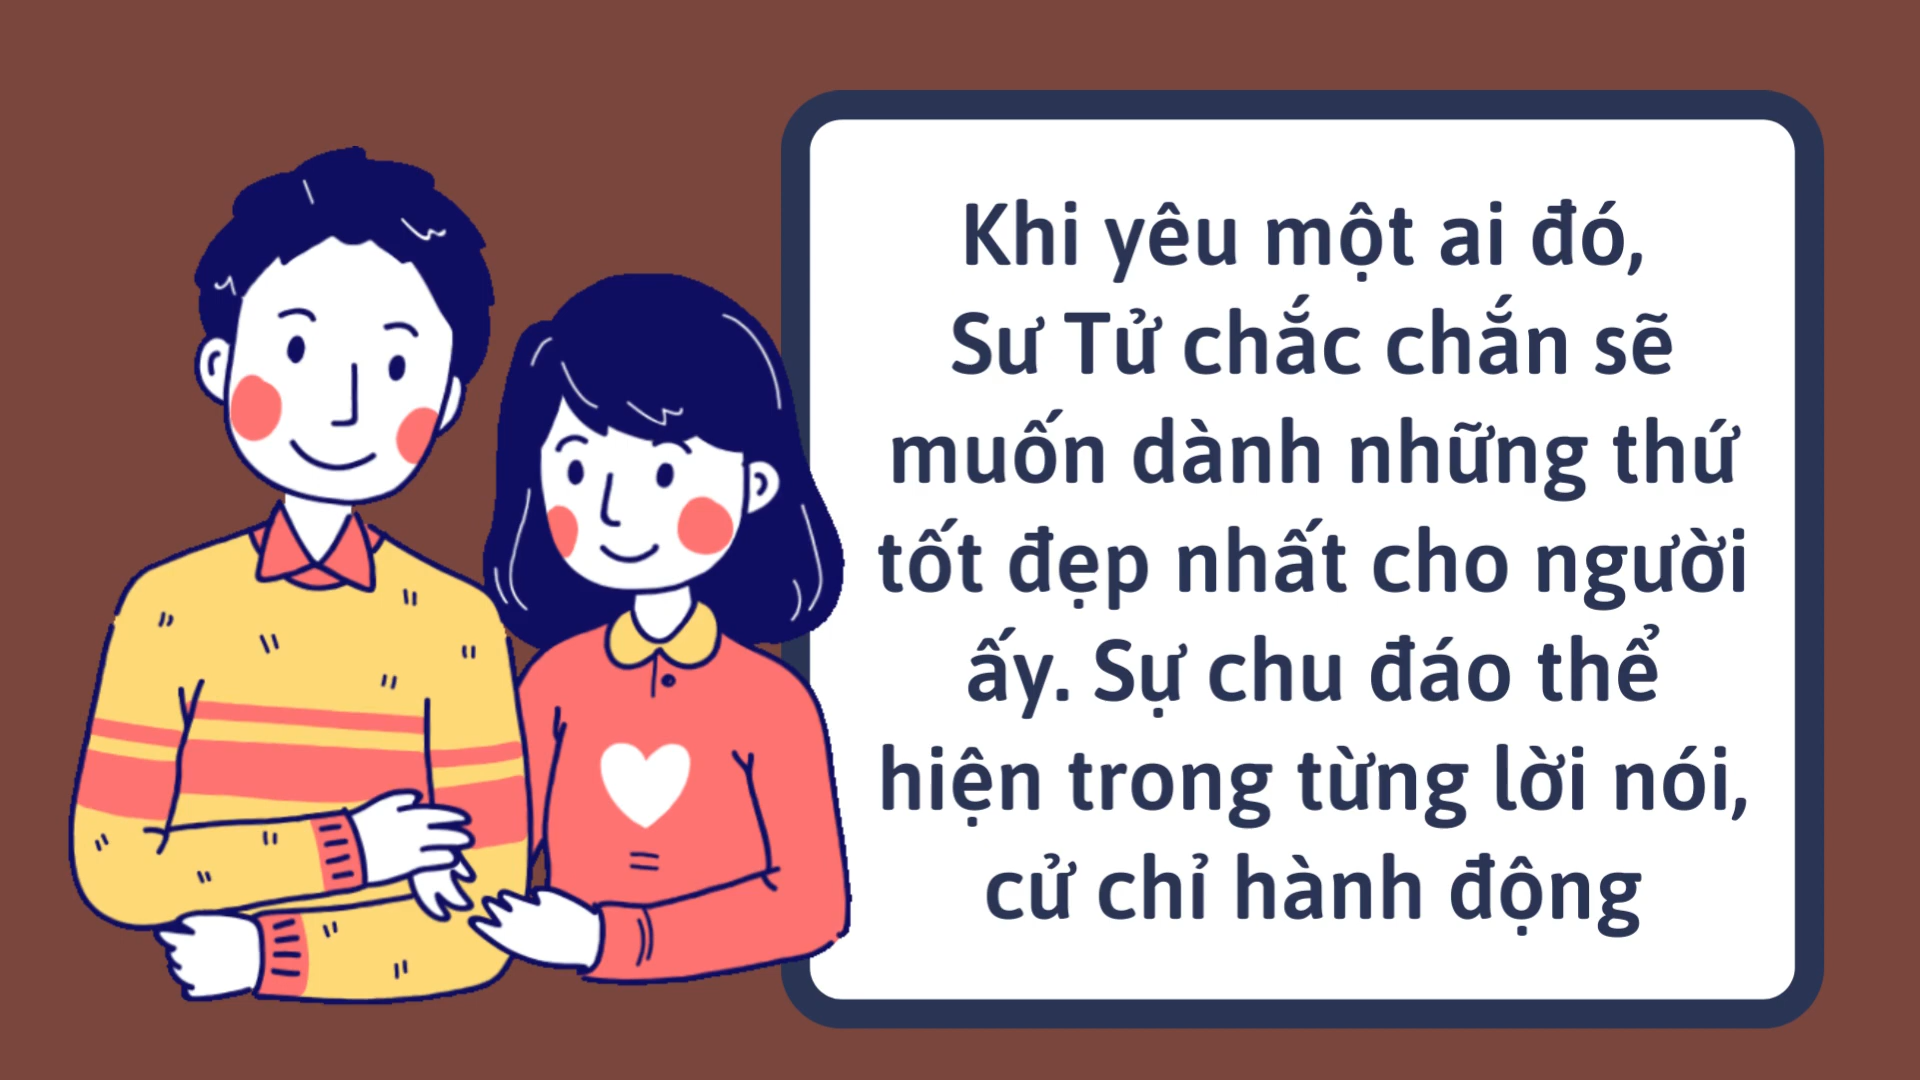 Khi yêu một ai đó,
Sư Tử chắc chắn sẽ
muốn dành những thứ
tốt đẹp nhất cho người
ấy. Sự chu đáo thể
hiện trong từng lời nói,
cử chỉ hành động